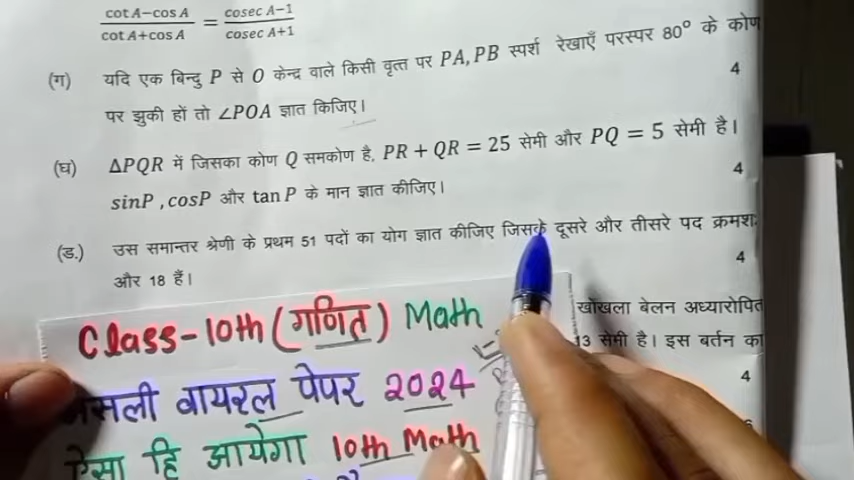 cot A−cos A / cot A+cos A = cosec A−1 / cosec A+1
(ग) यदि एक बिन्दु P से O केन्द्र वाले किसी वृत्त पर PA, PB स्पर्श रेखाएँ परस्पर 80° के कोण
4
पर झुकी हों तो ∠POA ज्ञात किजिए।
(घ) ΔPQR में जिसका कोण Q समकोण है, PR + QR = 25 सेमी और PQ = 5 सेमी है।
4
sinP , cosP और tan P के मान ज्ञात कीजिए।
(ड.) उस समान्तर श्रेणी के प्रथम 51 पदों का योग ज्ञात कीजिए जिसके दूसरे और तीसरे पद क्रमशः
4
और 18 हैं।
खोखला बेलन अध्यारोपित
Class-10th (गणित) Math
13 सेमी है। इस बर्तन का
4
वायरल पेपर 2024
ऐसा हि आयेगा 10th Math